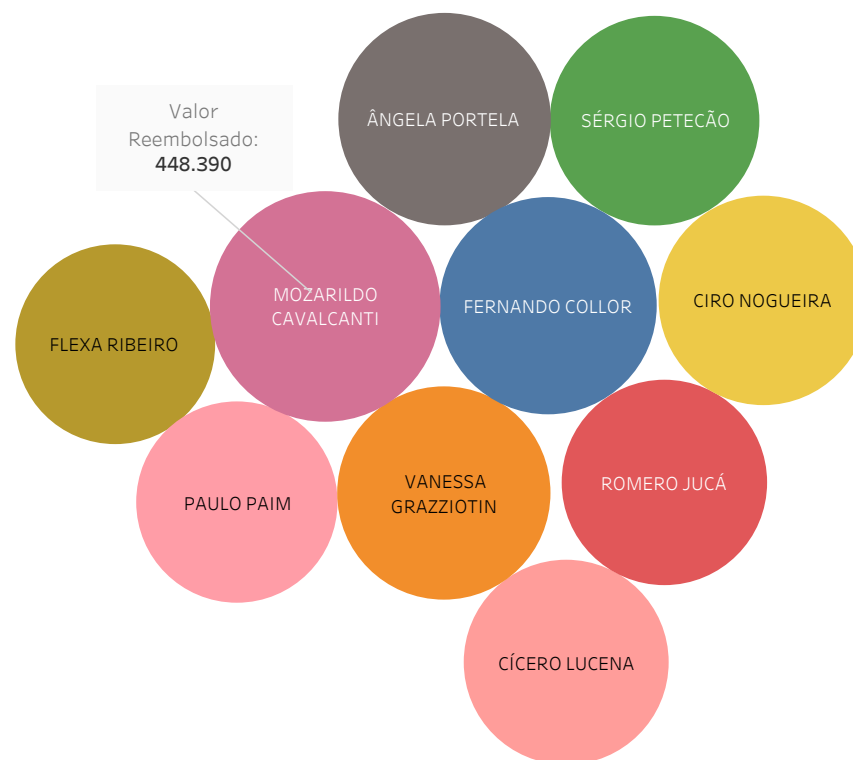 ÂNGELA PORTELA
SÉRGIO PETECÃO
Valor
Reembolsado:
448.390
MOZARILDO
CAVALCANTI
FERNANDO COLLOR
CIRO NOGUEIRA
FLEXA RIBEIRO
PAULO PAIM
VANESSA
GRAZZIOTIN
ROMERO JUCÁ
CÍCERO LUCENA